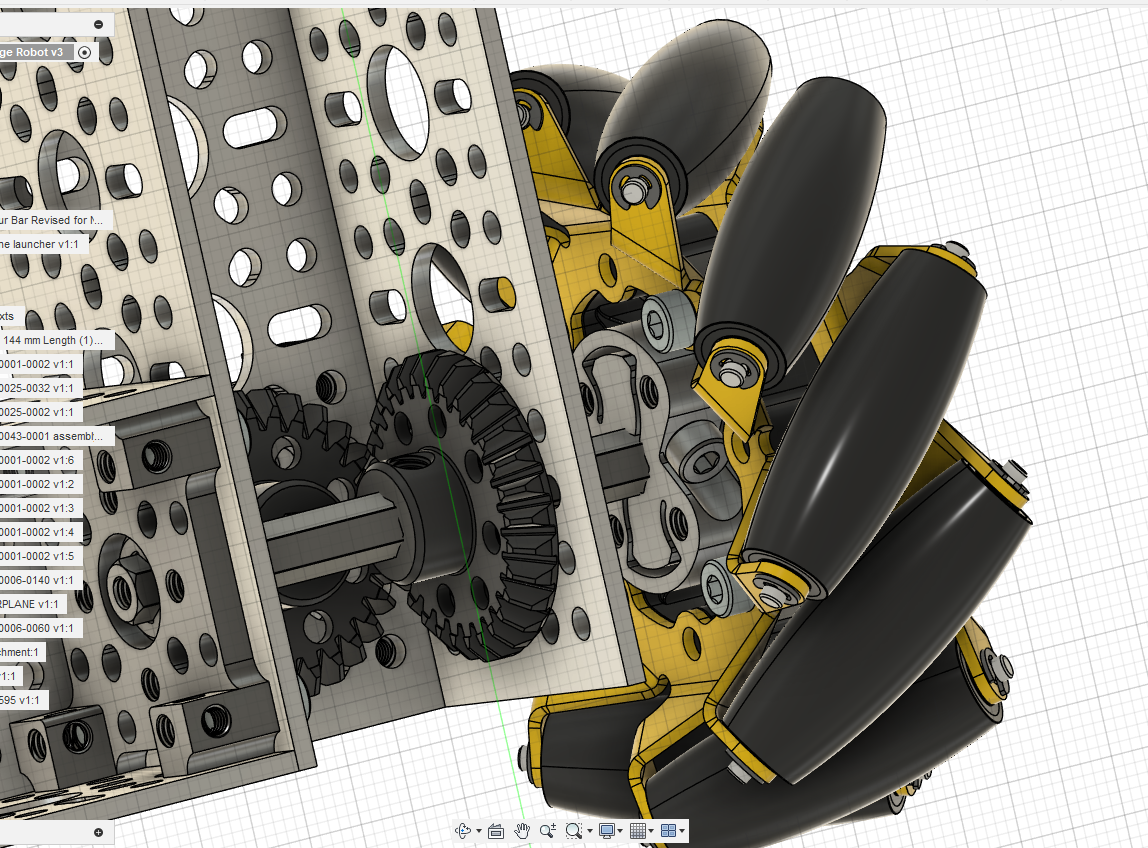 ge Robot v3
ur Bar Revised for N...
ne launcher v1:1
xts
144 mm Length (1)...
0001-0002 v1:1
0025-0032 v1:1
0025-0002 v1:1
0043-0001 assembl...
0001-0002 v1:6
0001-0002 v1:2
0001-0002 v1:3
0001-0002 v1:4
0001-0002 v1:5
0006-0140 v1:1
RPLANE v1:1
0006-0060 v1:1
chment:1
v1:1
595 v1:1